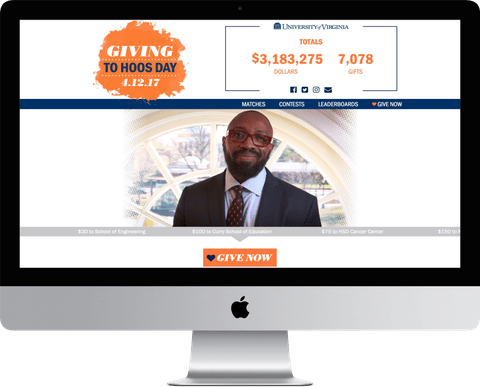 GIVING
TO HOOS DAY
4.12.17
UNIVERSITY of VIRGINIA
TOTALS
$3,183,275 7,078
DOLLARS GIFTS
MATCHES CONTESTS LEADERBOARDS GIVE NOW
$30 to School of Engineering $100 to Curry School of Education $75 to H&D Cancer Center $150 to
GIVE NOW